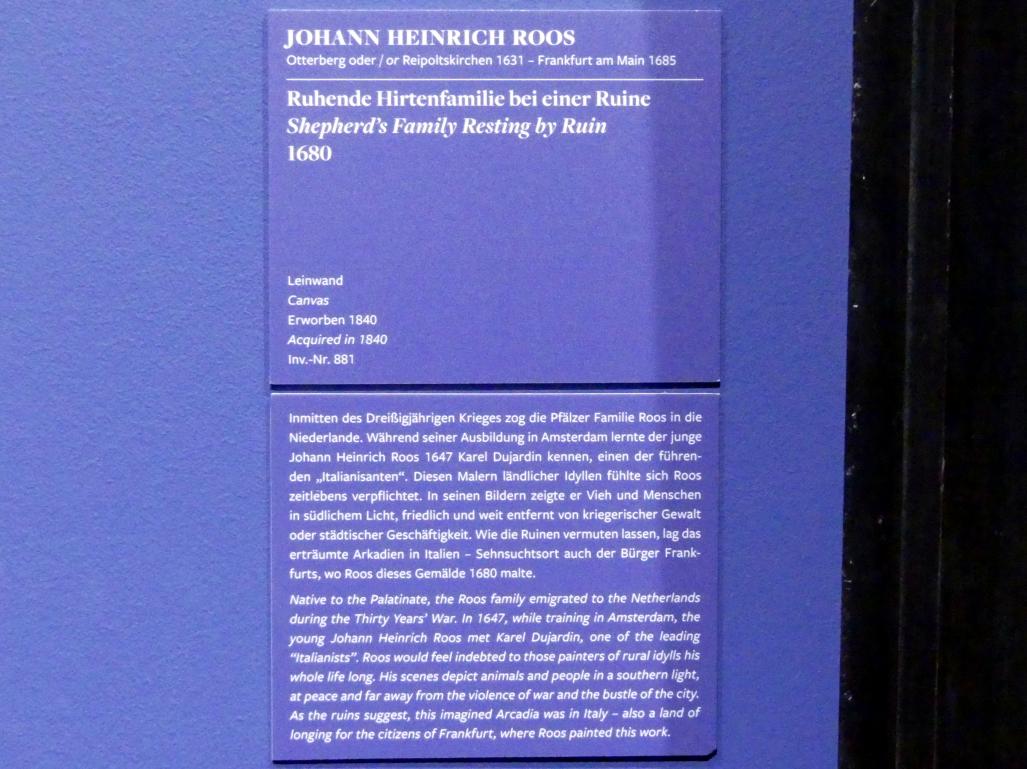 JOHANN HEINRICH ROOS
Otterberg oder / or Reipoltskirchen 1631 – Frankfurt am Main 1685
Ruhende Hirtenfamilie bei einer Ruine
Shepherd's Family Resting by Ruin
1680
Leinwand
Canvas
Erworben 1840
Acquired in 1840
Inv.-Nr. 881
Inmitten des Dreißigjährigen Krieges zog die Pfälzer Familie Roos in die
Niederlande. Während seiner Ausbildung in Amsterdam lernte der junge
Johann Heinrich Roos 1647 Karel Dujardin kennen, einen der führen-
den „Italianisanten“. Diesen Malern ländlicher Idyllen fühlte sich Roos
zeitlebens verpflichtet. In seinen Bildern zeigte er Vieh und Menschen
in südlichem Licht, friedlich und weit entfernt von kriegerischer Gewalt
oder städtischer Geschäftigkeit. Wie die Ruinen vermuten lassen, lag das
erträumte Arkadien in Italien – Sehnsuchtsort auch der Bürger Frank-
furts, wo Roos dieses Gemälde 1680 malte.
Native to the Palatinate, the Roos family emigrated to the Netherlands
during the Thirty Years' War. In 1647, while training in Amsterdam, the
young Johann Heinrich Roos met Karel Dujardin, one of the leading
“Italianists”. Roos would feel indebted to those painters of rural idylls his
whole life long. His scenes depict animals and people in a southern light,
at peace and far away from the violence of war and the bustle of the city.
As the ruins suggest, this imagined Arcadia was in Italy – also a land of
longing for the citizens of Frankfurt, where Roos painted this work.